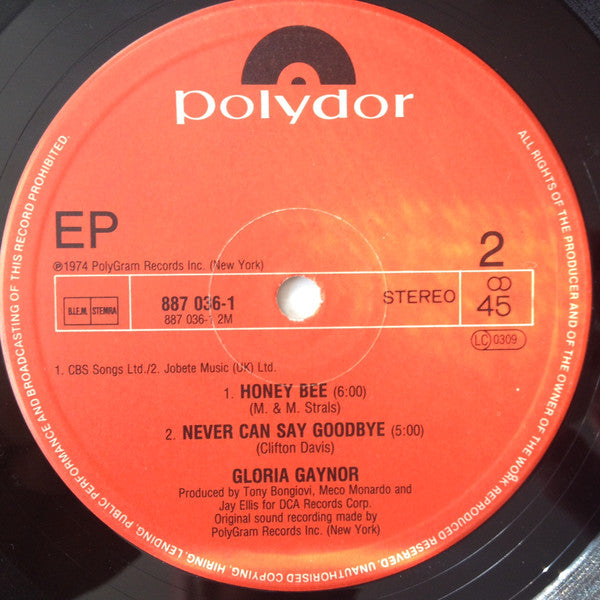 polydor
EP
℗1974 PolyGram Records Inc. (New York)
2
B.I.E.M. STEMRA
887 036-1
887 036-1 2M
STEREO
45
LC 0309
1. CBS Songs Ltd./2. Jobete Music (UK) Ltd.
1. HONEY BEE (6:00)
(M. & M. Strals)
2. NEVER CAN SAY GOODBYE (5:00)
(Clifton Davis)
GLORIA GAYNOR
Produced by Tony Bongiovi, Meco Monardo and
Jay Ellis for DCA Records Corp.
Original sound recording made by
PolyGram Records Inc. (New York)
ALL RIGHTS OF THE PRODUCER AND OF THE OWNER OF THE WORK REPRODUCED RESERVED. UNAUTHORISED COPYING, HIRING, LENDING, PUBLIC PERFORMANCE AND BROADCASTING OF THIS RECORD PROHIBITED.